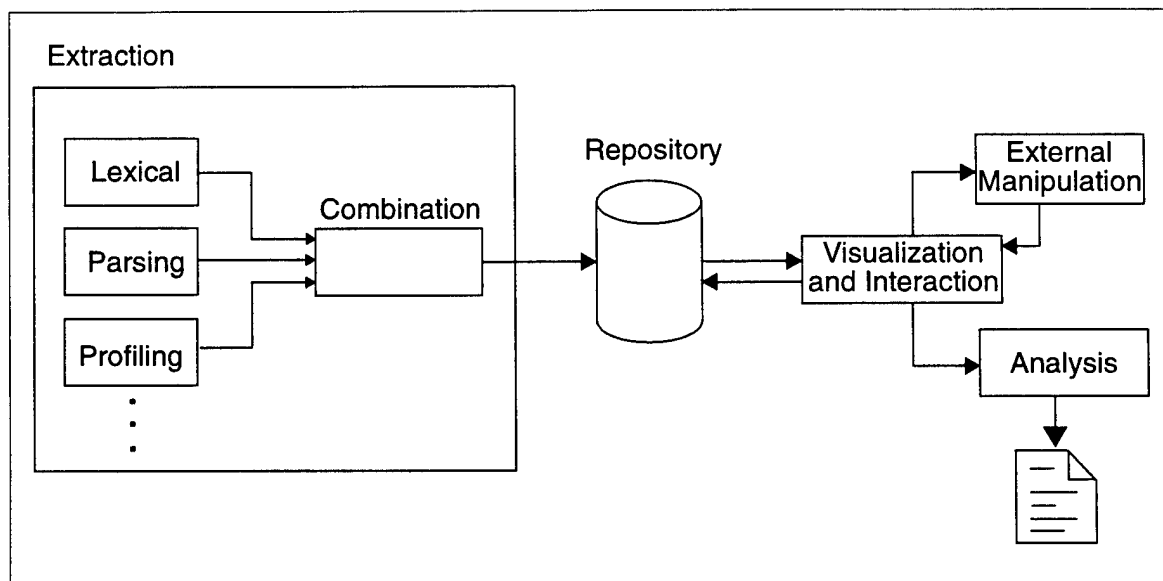 Extraction
Lexical
Parsing
Profiling
Combination
Repository
External
Manipulation
Visualization
and Interaction
Analysis